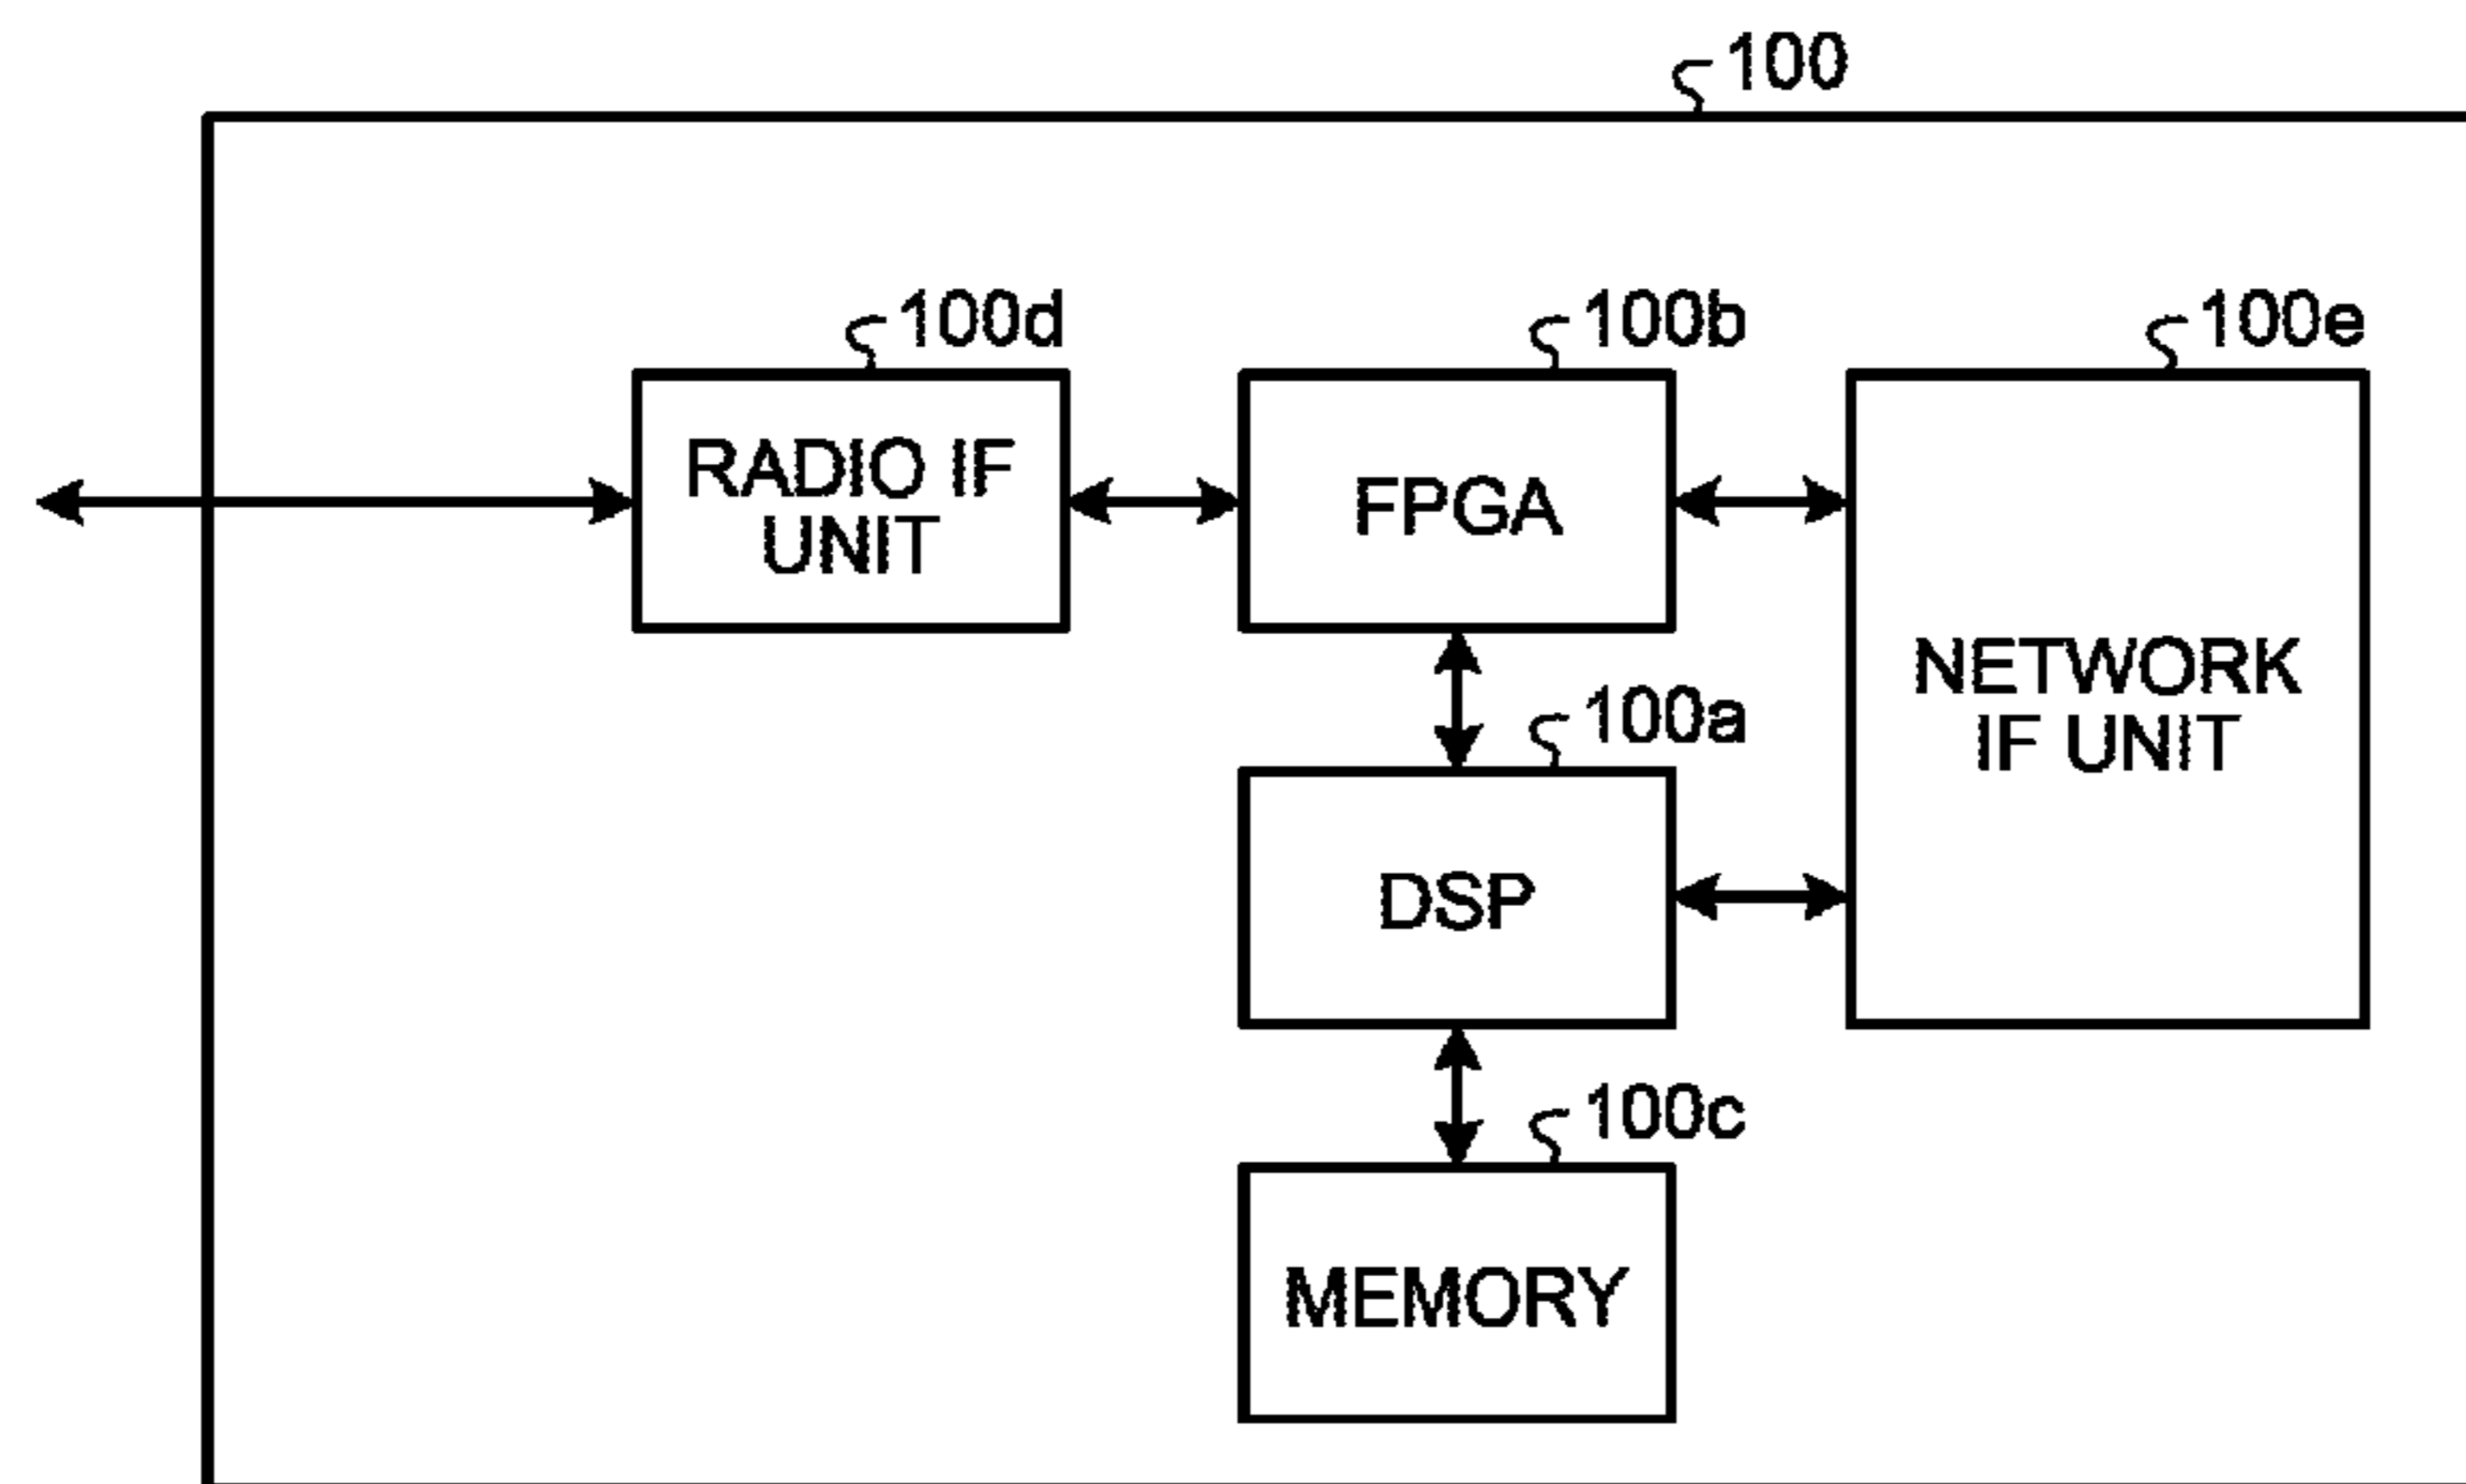 100
100d
100b
100e
RADIO IF
UNIT
FPGA
NETWORK
IF UNIT
100a
DSP
100c
MEMORY